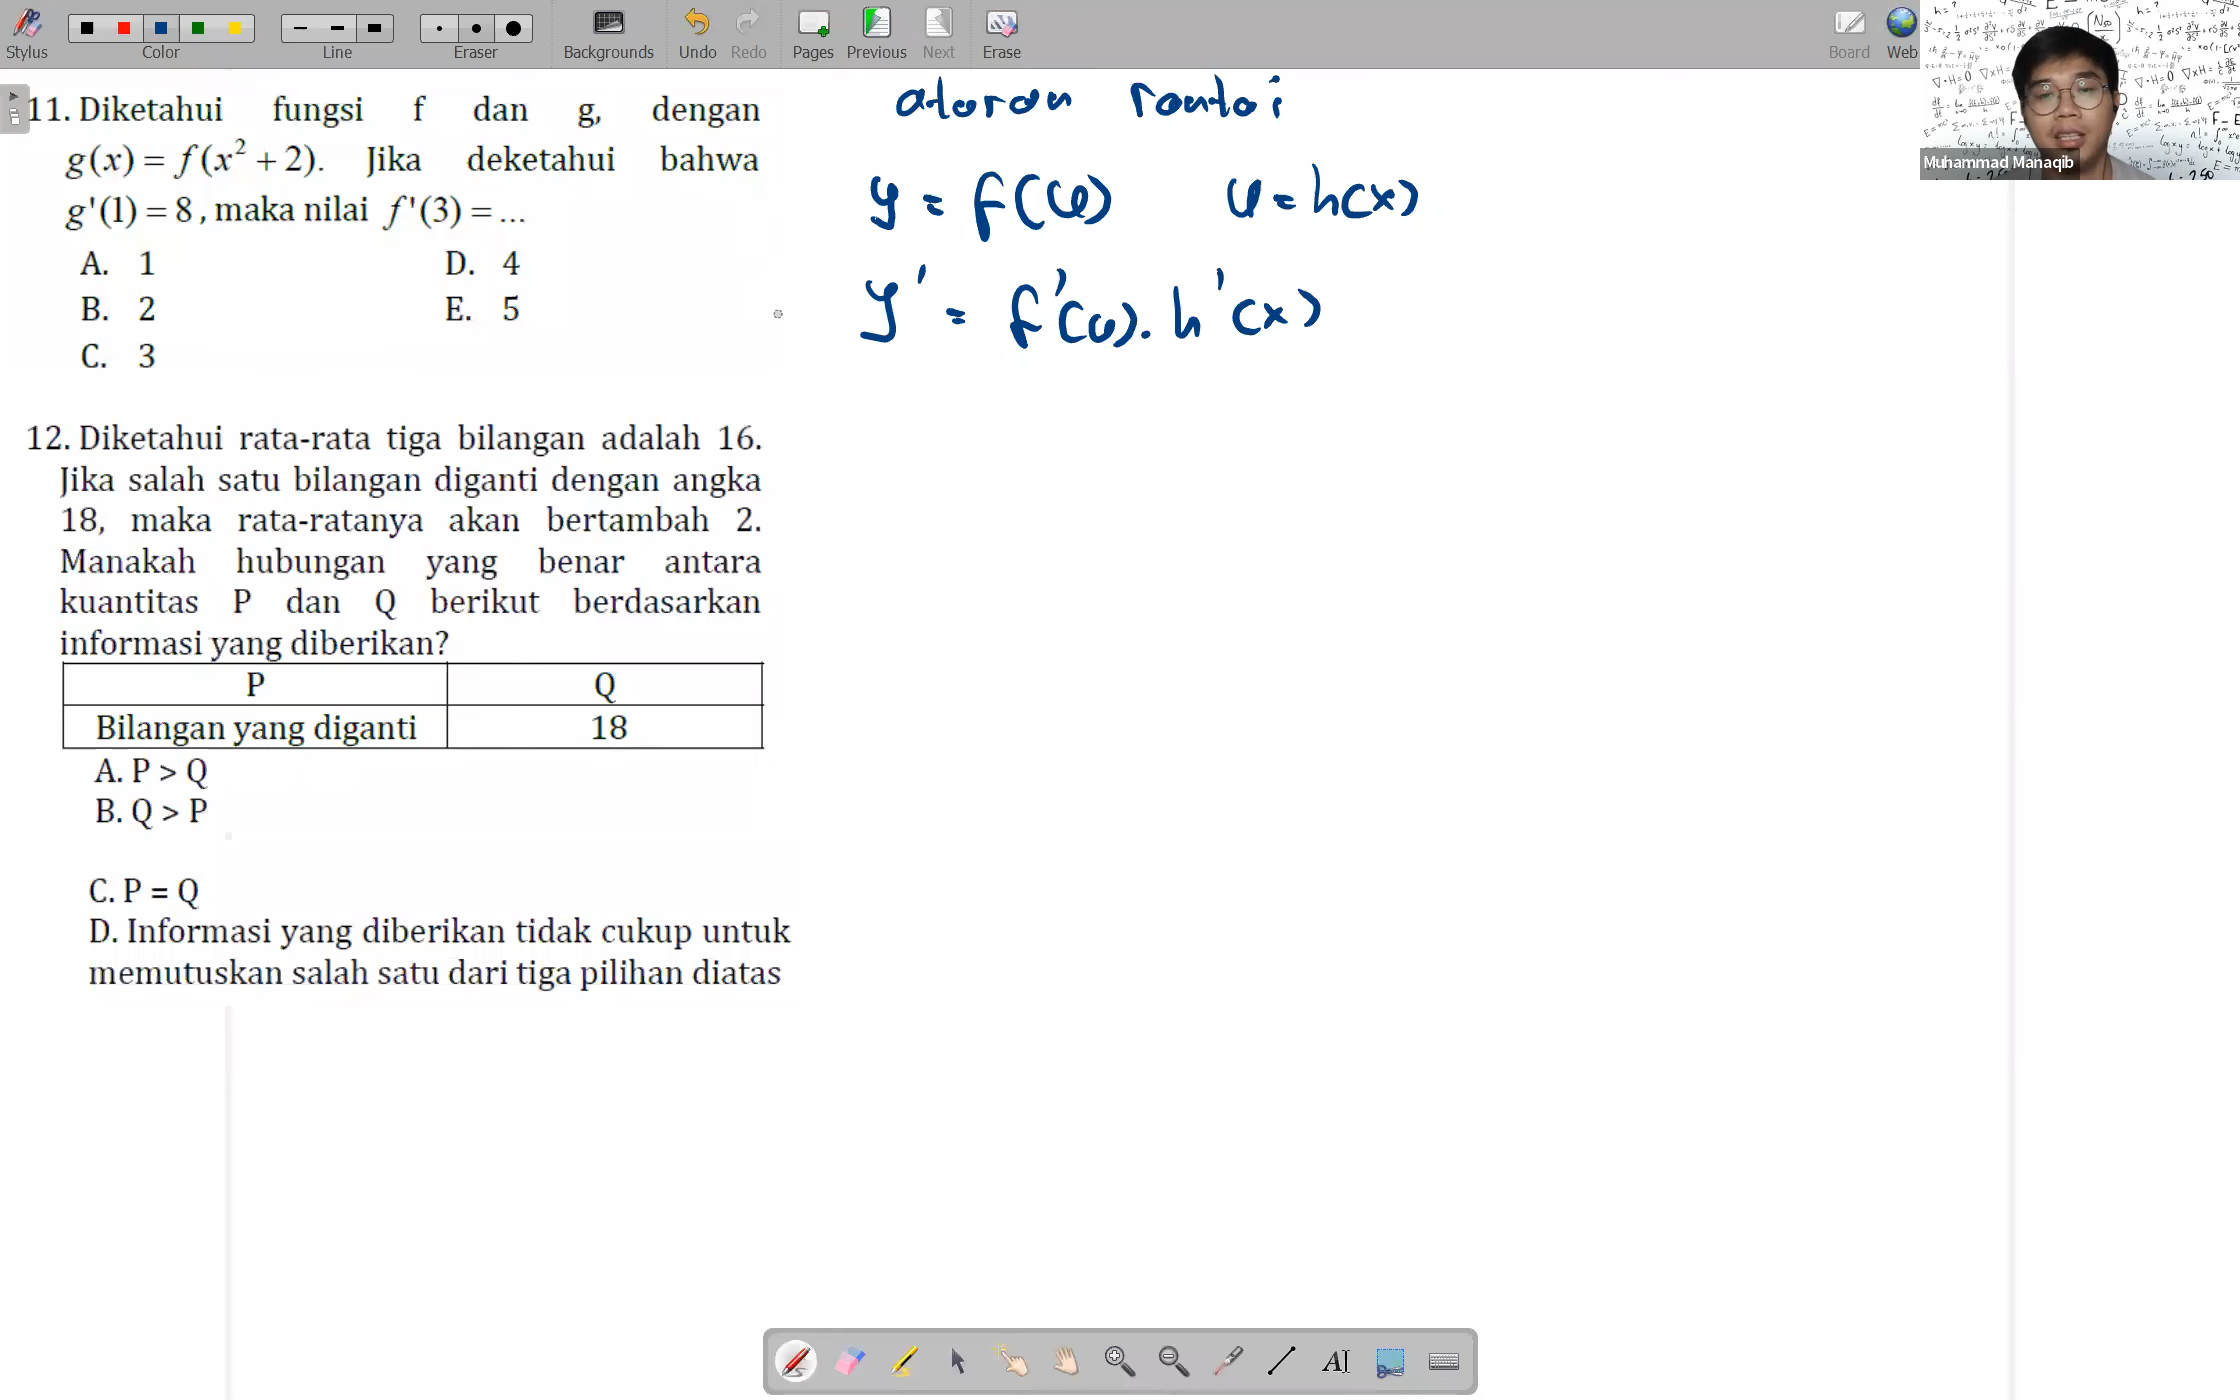 Stylus
Color
Line
Eraser
Backgrounds
Undo
Redo
Pages
Previous
Next
Erase
Board
Web
Muhammad Manaqib
11. Diketahui fungsi f dan g, dengan
g(x) = f(x² + 2). Jika deketahui bahwa
g'(1) = 8, maka nilai f'(3) = ...
A. 1
D. 4
B. 2
E. 5
C. 3
aturan rantai
y = f(u) u = h(x)
y' = f'(u). h'(x)
12. Diketahui rata-rata tiga bilangan adalah 16.
Jika salah satu bilangan diganti dengan angka
18, maka rata-ratanya akan bertambah 2.
Manakah hubungan yang benar antara
kuantitas P dan Q berikut berdasarkan
informasi yang diberikan?
P Q
Bilangan yang diganti 18
A. P > Q
B. Q > P
C. P = Q
D. Informasi yang diberikan tidak cukup untuk
memutuskan salah satu dari tiga pilihan diatas